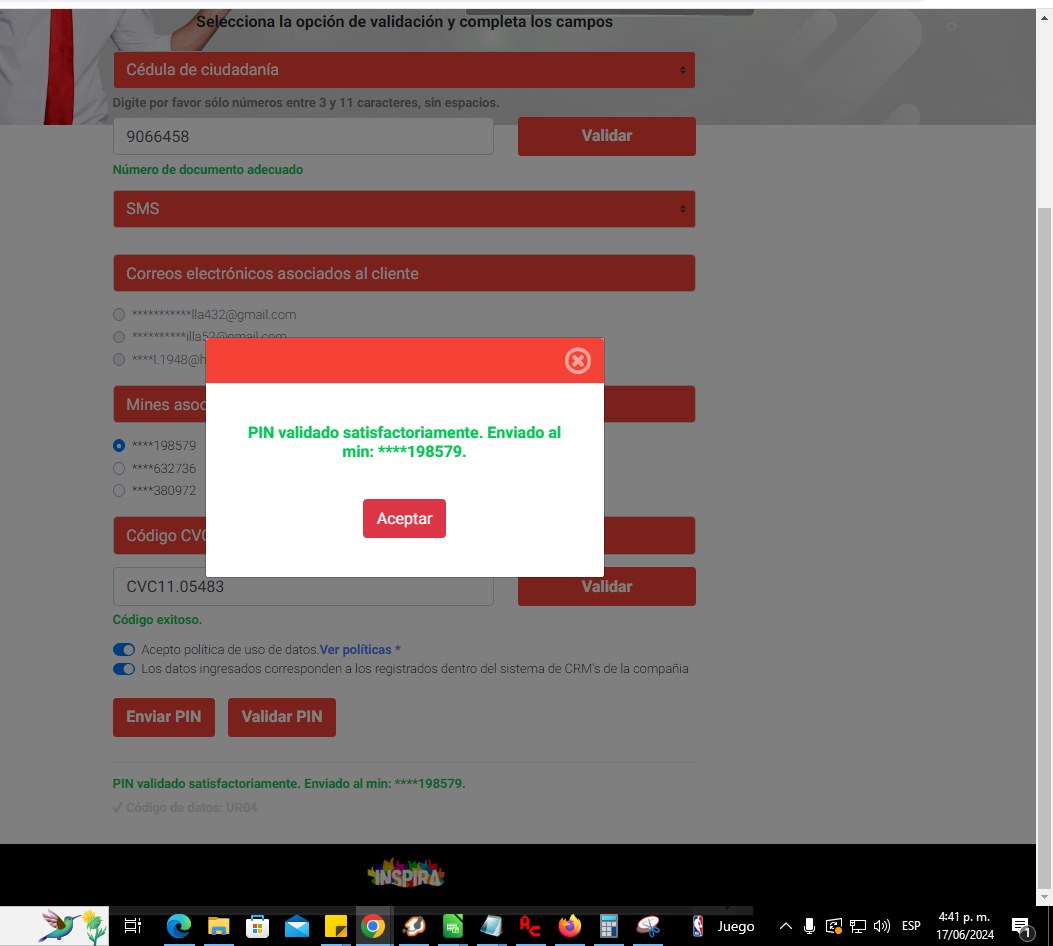 Selecciona la opción de validación y completa los campos
Cédula de ciudadanía
Digite por favor sólo números entre 3 y 11 caracteres, sin espacios.
9066458
Validar
Número de documento adecuado
SMS
Correos electrónicos asociados al cliente
***********lla432@gmail.com
**********illa52@gmail.com
****l.1948@h
Mines asoc
****198579
****632736
****380972
PIN validado satisfactoriamente. Enviado al
min: ****198579.
Aceptar
Código CVC
CVC11.05483
Validar
Código exitoso.
Acepto politica de uso de datos.Ver políticas *
Los datos ingresados corresponden a los registrados dentro del sistema de CRM's de la compañia
Enviar PIN
Validar PIN
PIN validado satisfactoriamente. Enviado al min: ****198579.
✓ Código de datos: UR04
INSPIRA
Juego
ESP
4:41 p. m.
17/06/2024
1